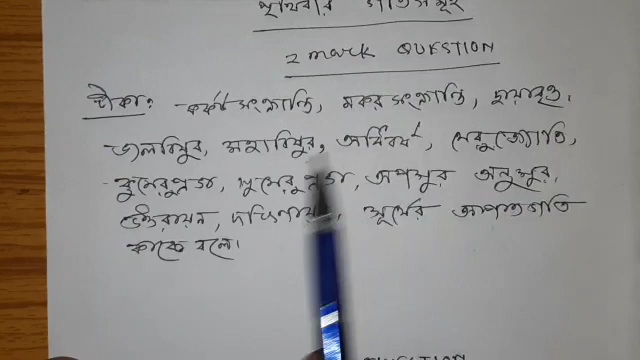 পৃথিবীর গতিসমূহ
2 mark QUESTION
টীকা: - কর্কট সংক্রান্তি, মকর সংক্রান্তি, ছায়াবৃত্ত,
জলবিষুব, মহাবিষুব, অধিবর্ষ, মেরুজ্যোতি,
কুমেরুপ্রভা, সুমেরুপ্রভা, অপসূর অনুসূর,
উত্তরায়ন, দক্ষিণায়ন, সূর্যের আপাত গতি
কাকে বলে।
QUESTION